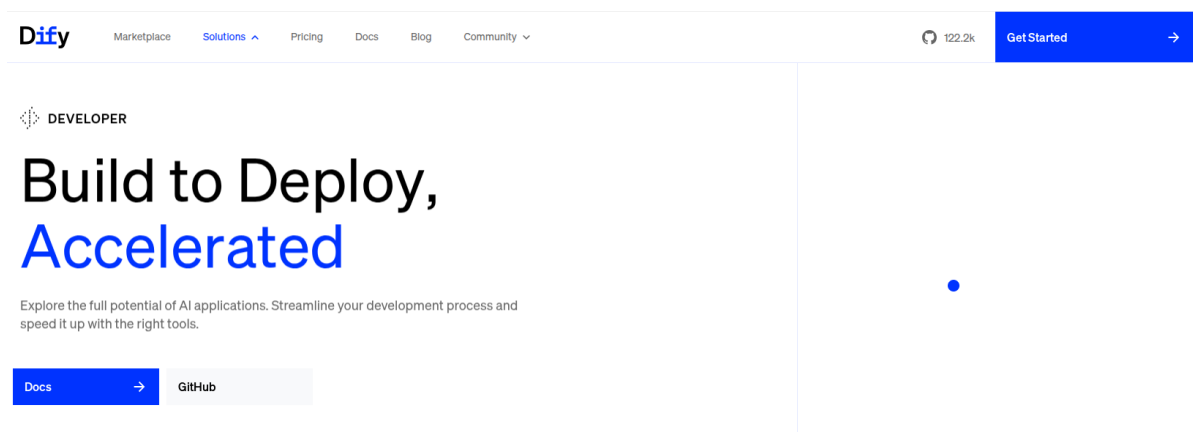 Dify
Marketplace Solutions Pricing Docs Blog Community
122.2k
Get Started
DEVELOPER
Build to Deploy,
Accelerated
Explore the full potential of AI applications. Streamline your development process and
speed it up with the right tools.
Docs
GitHub